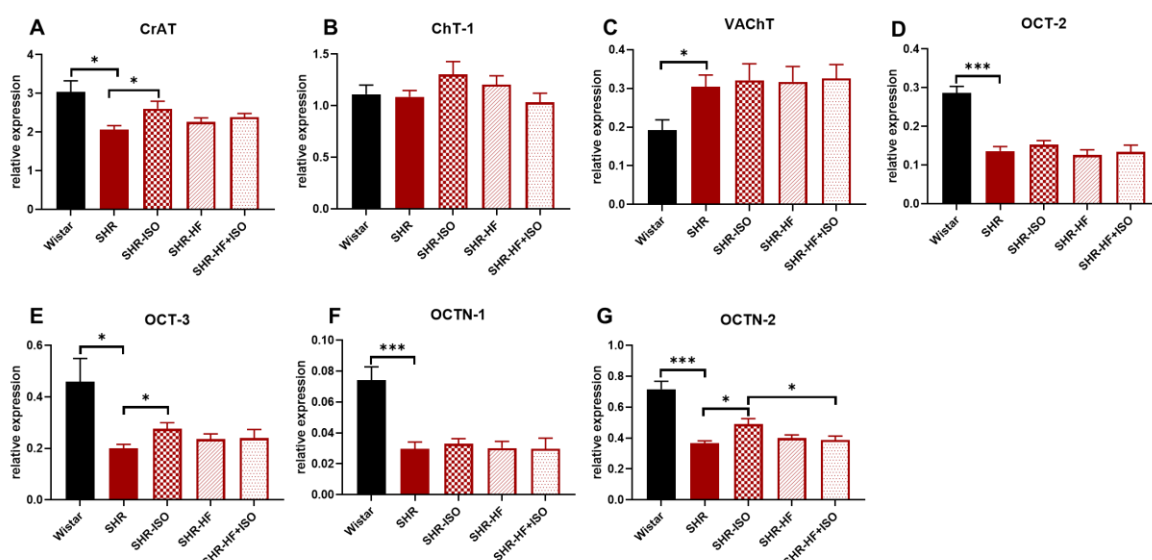 A
CrAT
relative expression
4
3
2
1
0
*
*
Wistar
SHR
SHR-ISO
SHR-HF
SHR-HF+ISO
B
ChT-1
relative expression
1.5
1.0
0.5
0.0
Wistar
SHR
SHR-ISO
SHR-HF
SHR-HF+ISO
C
VAChT
relative expression
0.4
0.3
0.2
0.1
0.0
*
Wistar
SHR
SHR-ISO
SHR-HF
SHR-HF+ISO
D
OCT-2
relative expression
0.3
0.2
0.1
0.0
***
Wistar
SHR
SHR-ISO
SHR-HF
SHR-HF+ISO
E
OCT-3
relative expression
0.6
0.4
0.2
0.0
*
*
Wistar
SHR
SHR-ISO
SHR-HF
SHR-HF+ISO
F
OCTN-1
relative expression
0.10
0.08
0.06
0.04
0.02
0.00
***
Wistar
SHR
SHR-ISO
SHR-HF
SHR-HF+ISO
G
OCTN-2
relative expression
1.0
0.8
0.6
0.4
0.2
0.0
***
*
*
Wistar
SHR
SHR-ISO
SHR-HF
SHR-HF+ISO